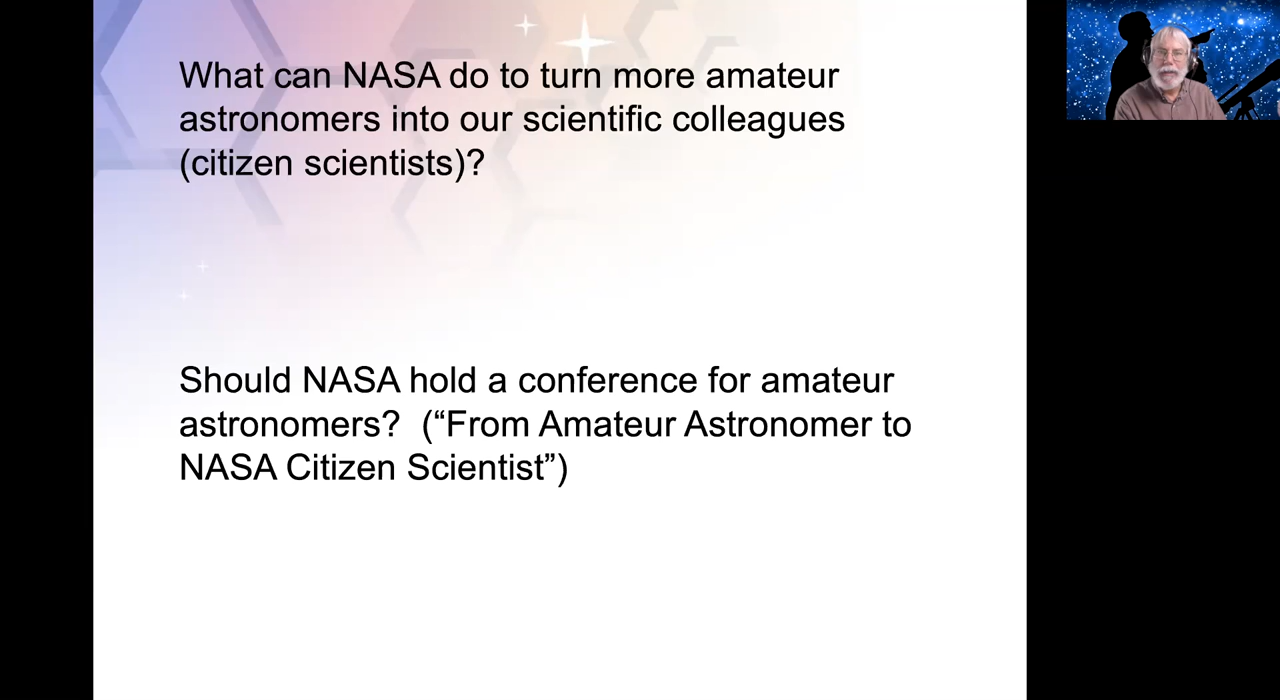 What can NASA do to turn more amateur
astronomers into our scientific colleagues
(citizen scientists)?
Should NASA hold a conference for amateur
astronomers?  (“From Amateur Astronomer to
NASA Citizen Scientist”)